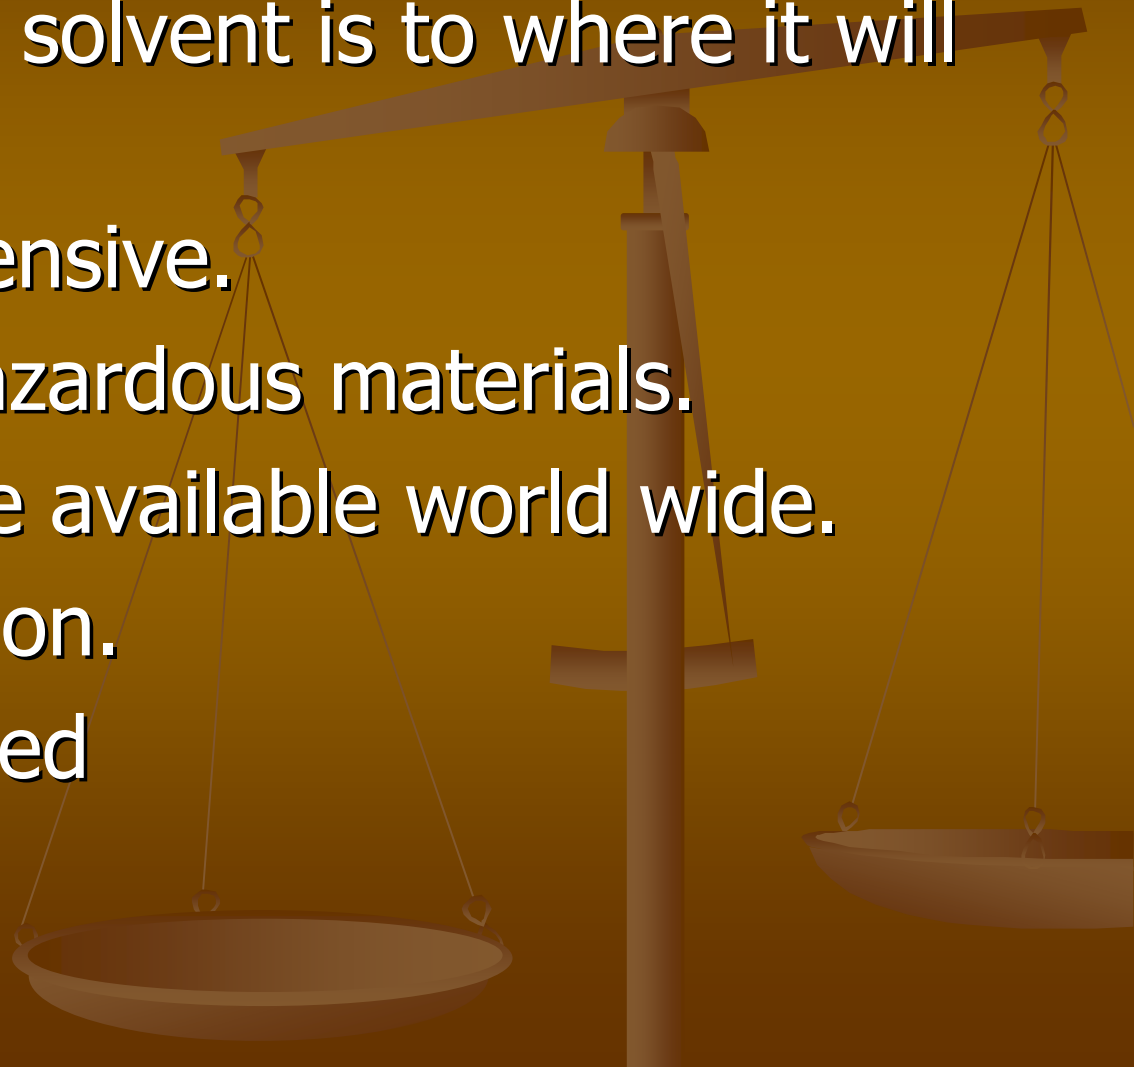 solvent is to where it will
ensive.
azardous materials.
e available world wide.
on.
ed